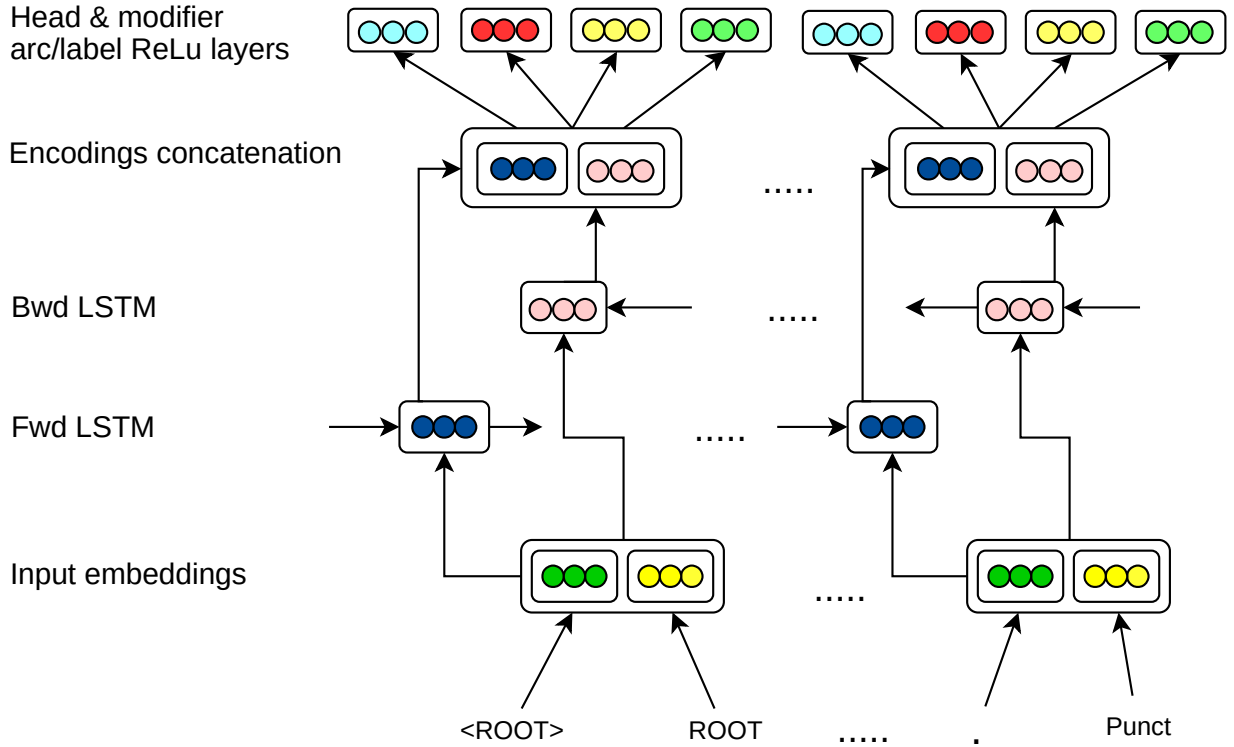 Head & modifier
arc/label ReLu layers
Encodings concatenation
.....
Bwd LSTM
.....
Fwd LSTM
.....
Input embeddings
.....
<ROOT> ROOT ..... . Punct